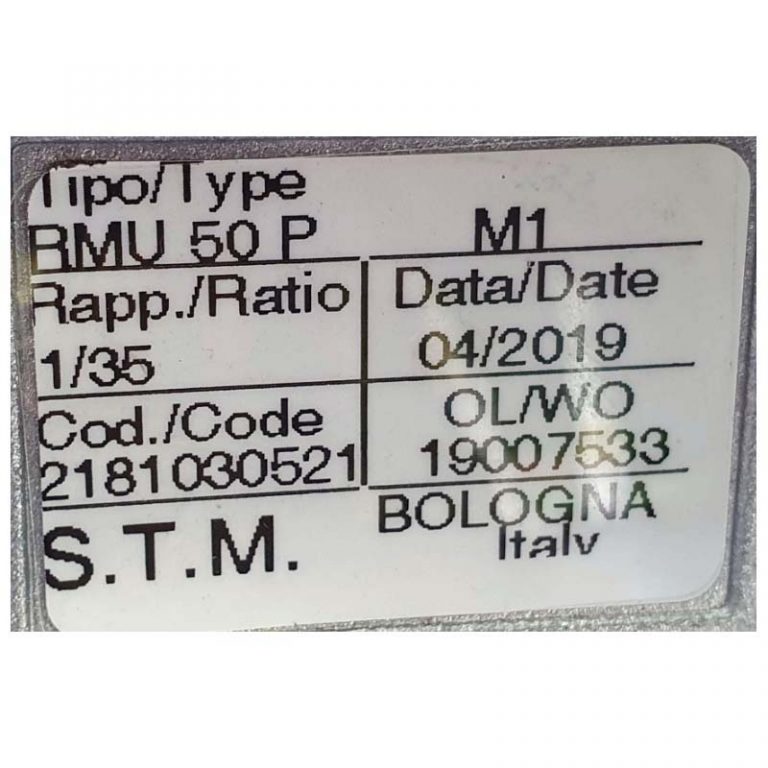 Tipo/Type
RMU 50 P M1
Rapp./Ratio Data/Date
1/35 04/2019
Cod./Code OL/WO
2181030521 19007533
S.T.M. BOLOGNA
Italy